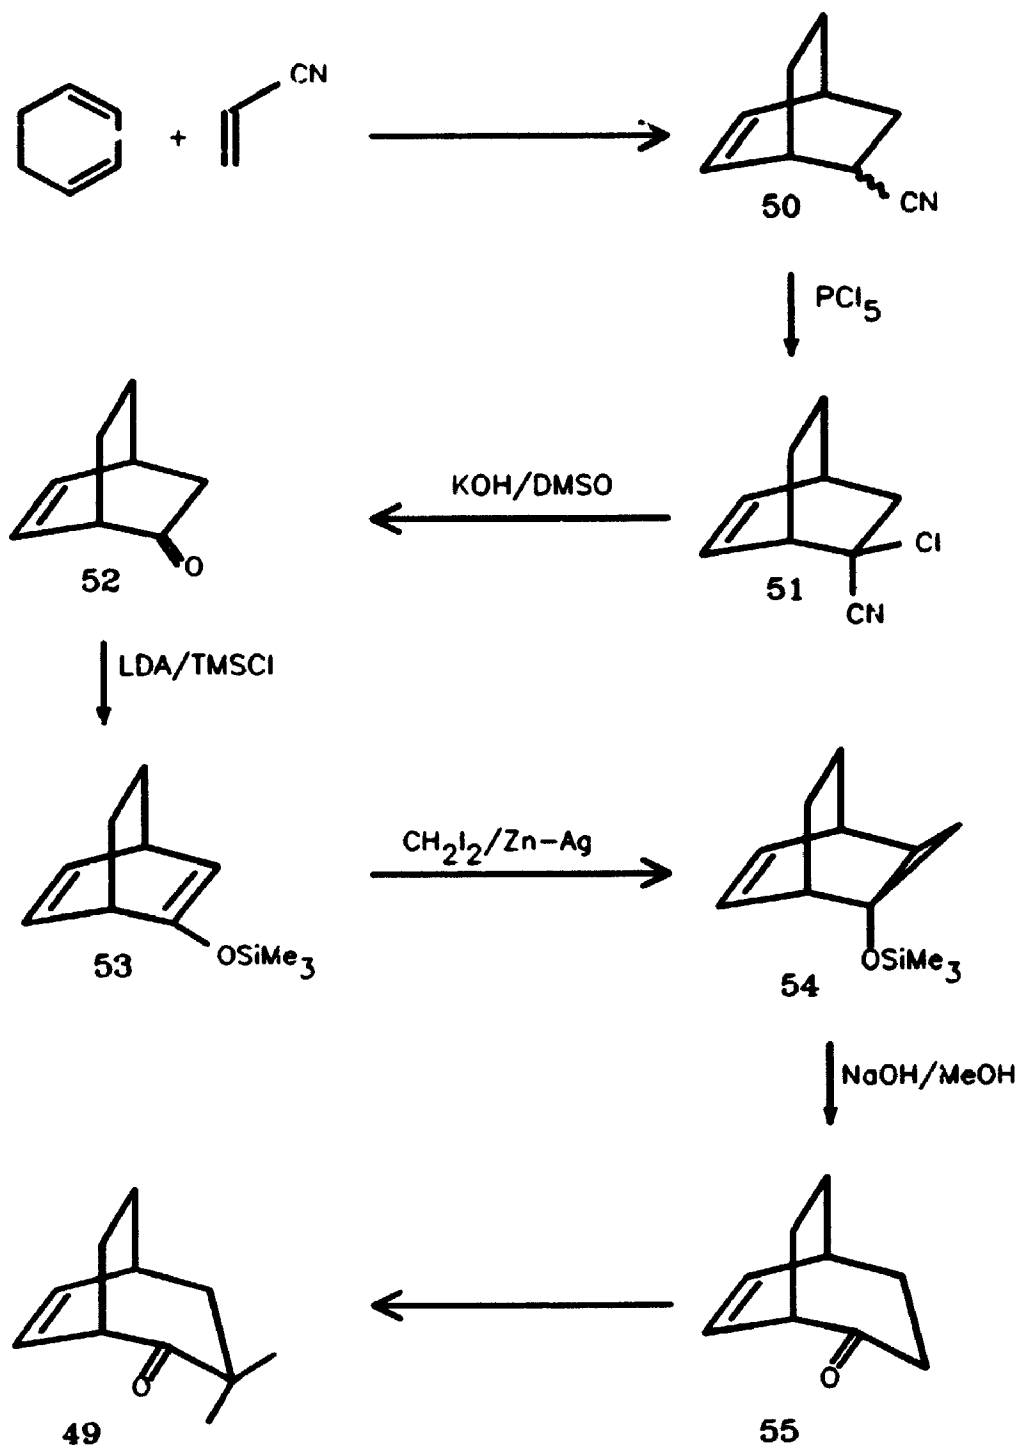 CN
+
50
CN
PCl5
KOH/DMSO
Cl
O
52
51
CN
LDA/TMSCl
CH2I2/Zn-Ag
OSiMe3
53
OSiMe3
54
NaOH/MeOH
O
O
49
55